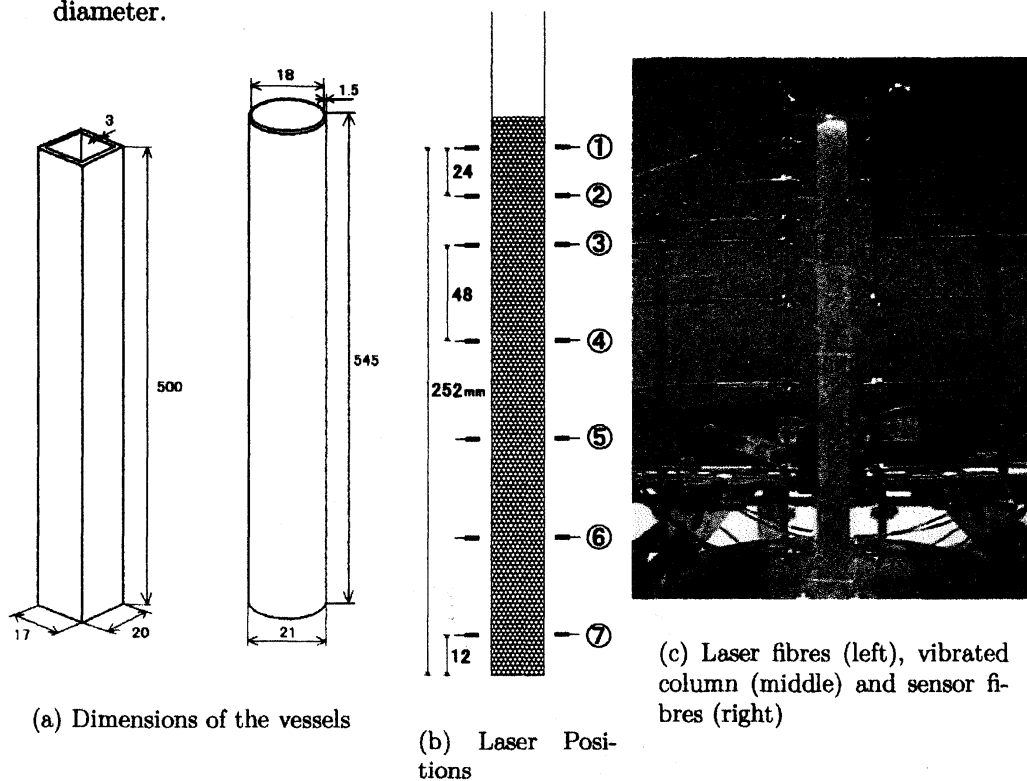 diameter.
3
500
17
20
18
1.5
545
21
①
24
②
③
48
④
252mm
⑤
⑥
⑦
12
(a) Dimensions of the vessels
(b) Laser Posi-
tions
(c) Laser fibres (left), vibrated
column (middle) and sensor fi-
bres (right)